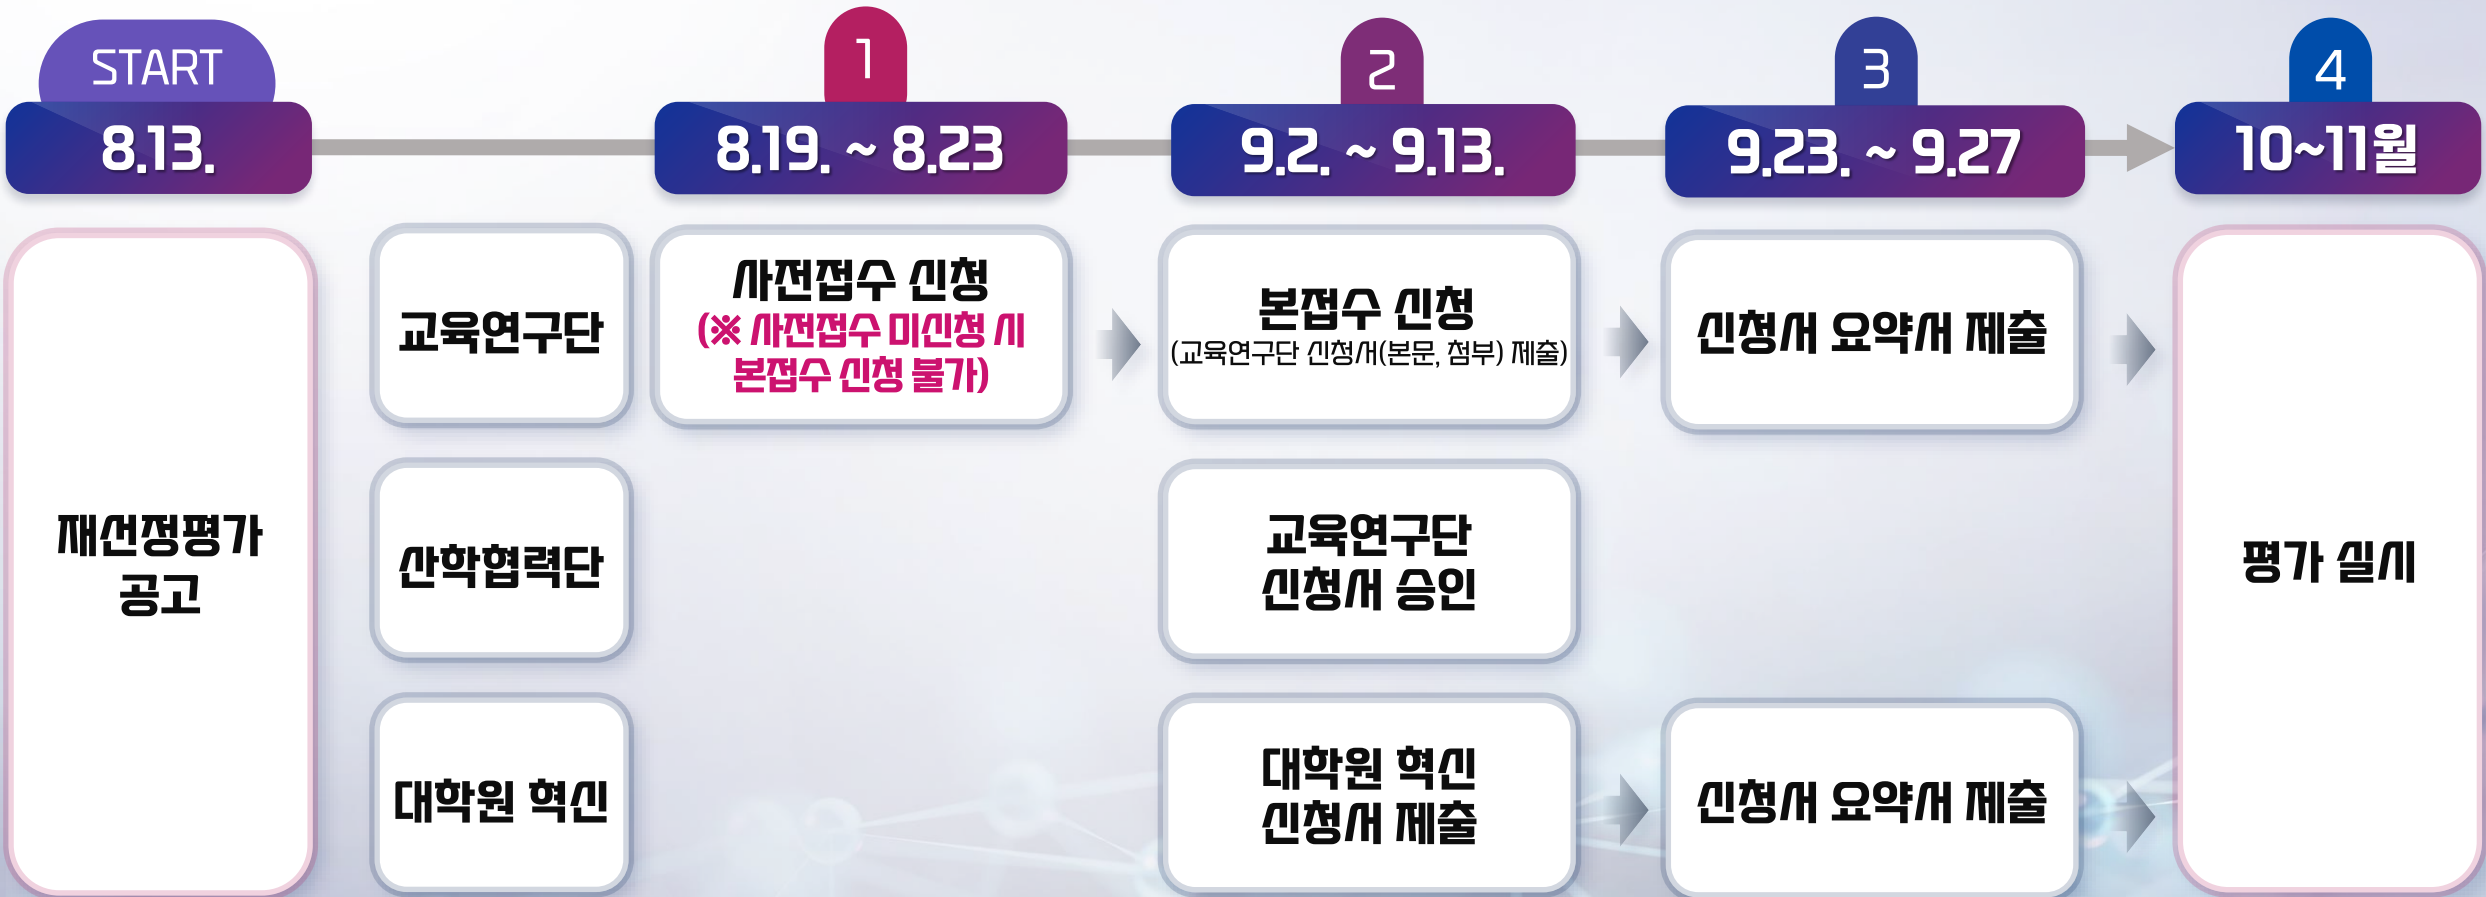 START
8.13.
1
8.19. ~ 8.23
2
9.2. ~ 9.13.
3
9.23. ~ 9.27
4
10~11월
재선정평가
공고
교육연구단
사전접수 신청
(※ 사전접수 미신청 시
본접수 신청 불가)
본접수 신청
(교육연구단 신청서(본문, 첨부) 제출)
신청서 요약서 제출
산학협력단
교육연구단
신청서 승인
대학원 혁신
대학원 혁신
신청서 제출
신청서 요약서 제출
평가 실시